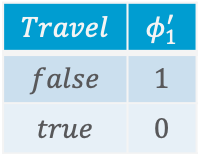 Travel ϕ′₁
false 1
true 0